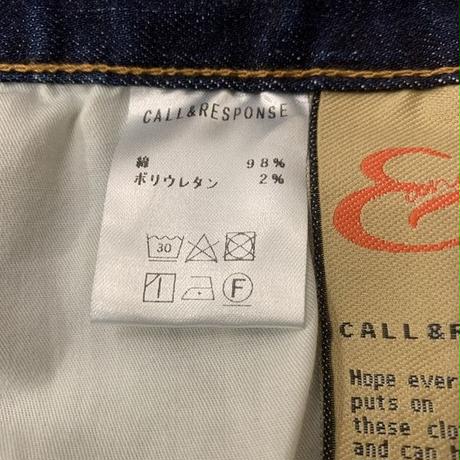 CALL&RESPONSE
綿 98%
ポリウレタン 2%
30
F
CALL&R
Hope ever
puts on
these clo
and can h